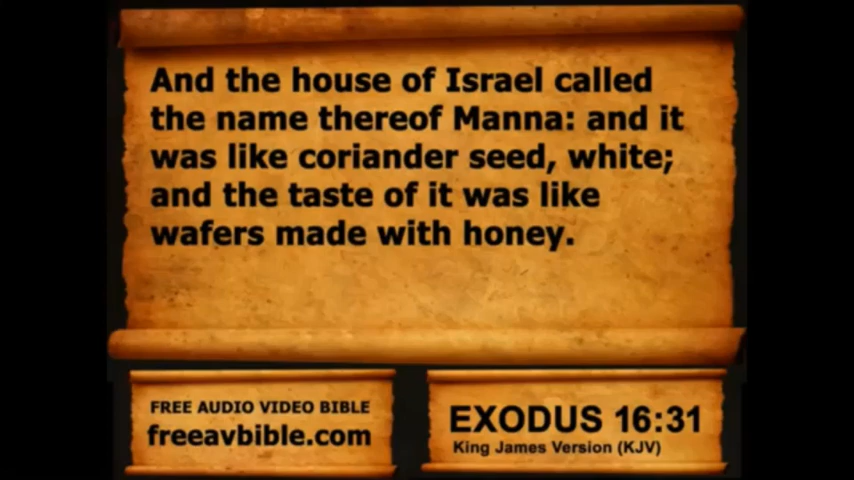 And the house of Israel called
the name thereof Manna: and it
was like coriander seed, white;
and the taste of it was like
wafers made with honey.
FREE AUDIO VIDEO BIBLE
freeavbible.com
EXODUS 16:31
King James Version (KJV)